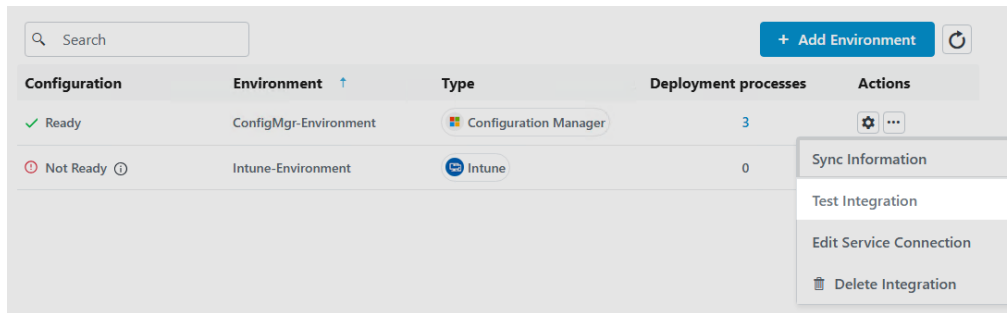 Search
+ Add Environment
Configuration Environment ↑ Type Deployment processes Actions
Ready ConfigMgr-Environment Configuration Manager 3
Not Ready Intune-Environment Intune 0
Sync Information
Test Integration
Edit Service Connection
Delete Integration